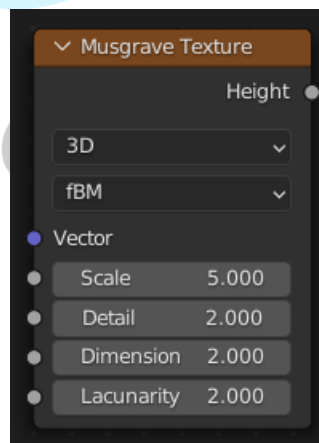 Musgrave Texture
Height
3D
fBM
Vector
Scale 5.000
Detail 2.000
Dimension 2.000
Lacunarity 2.000